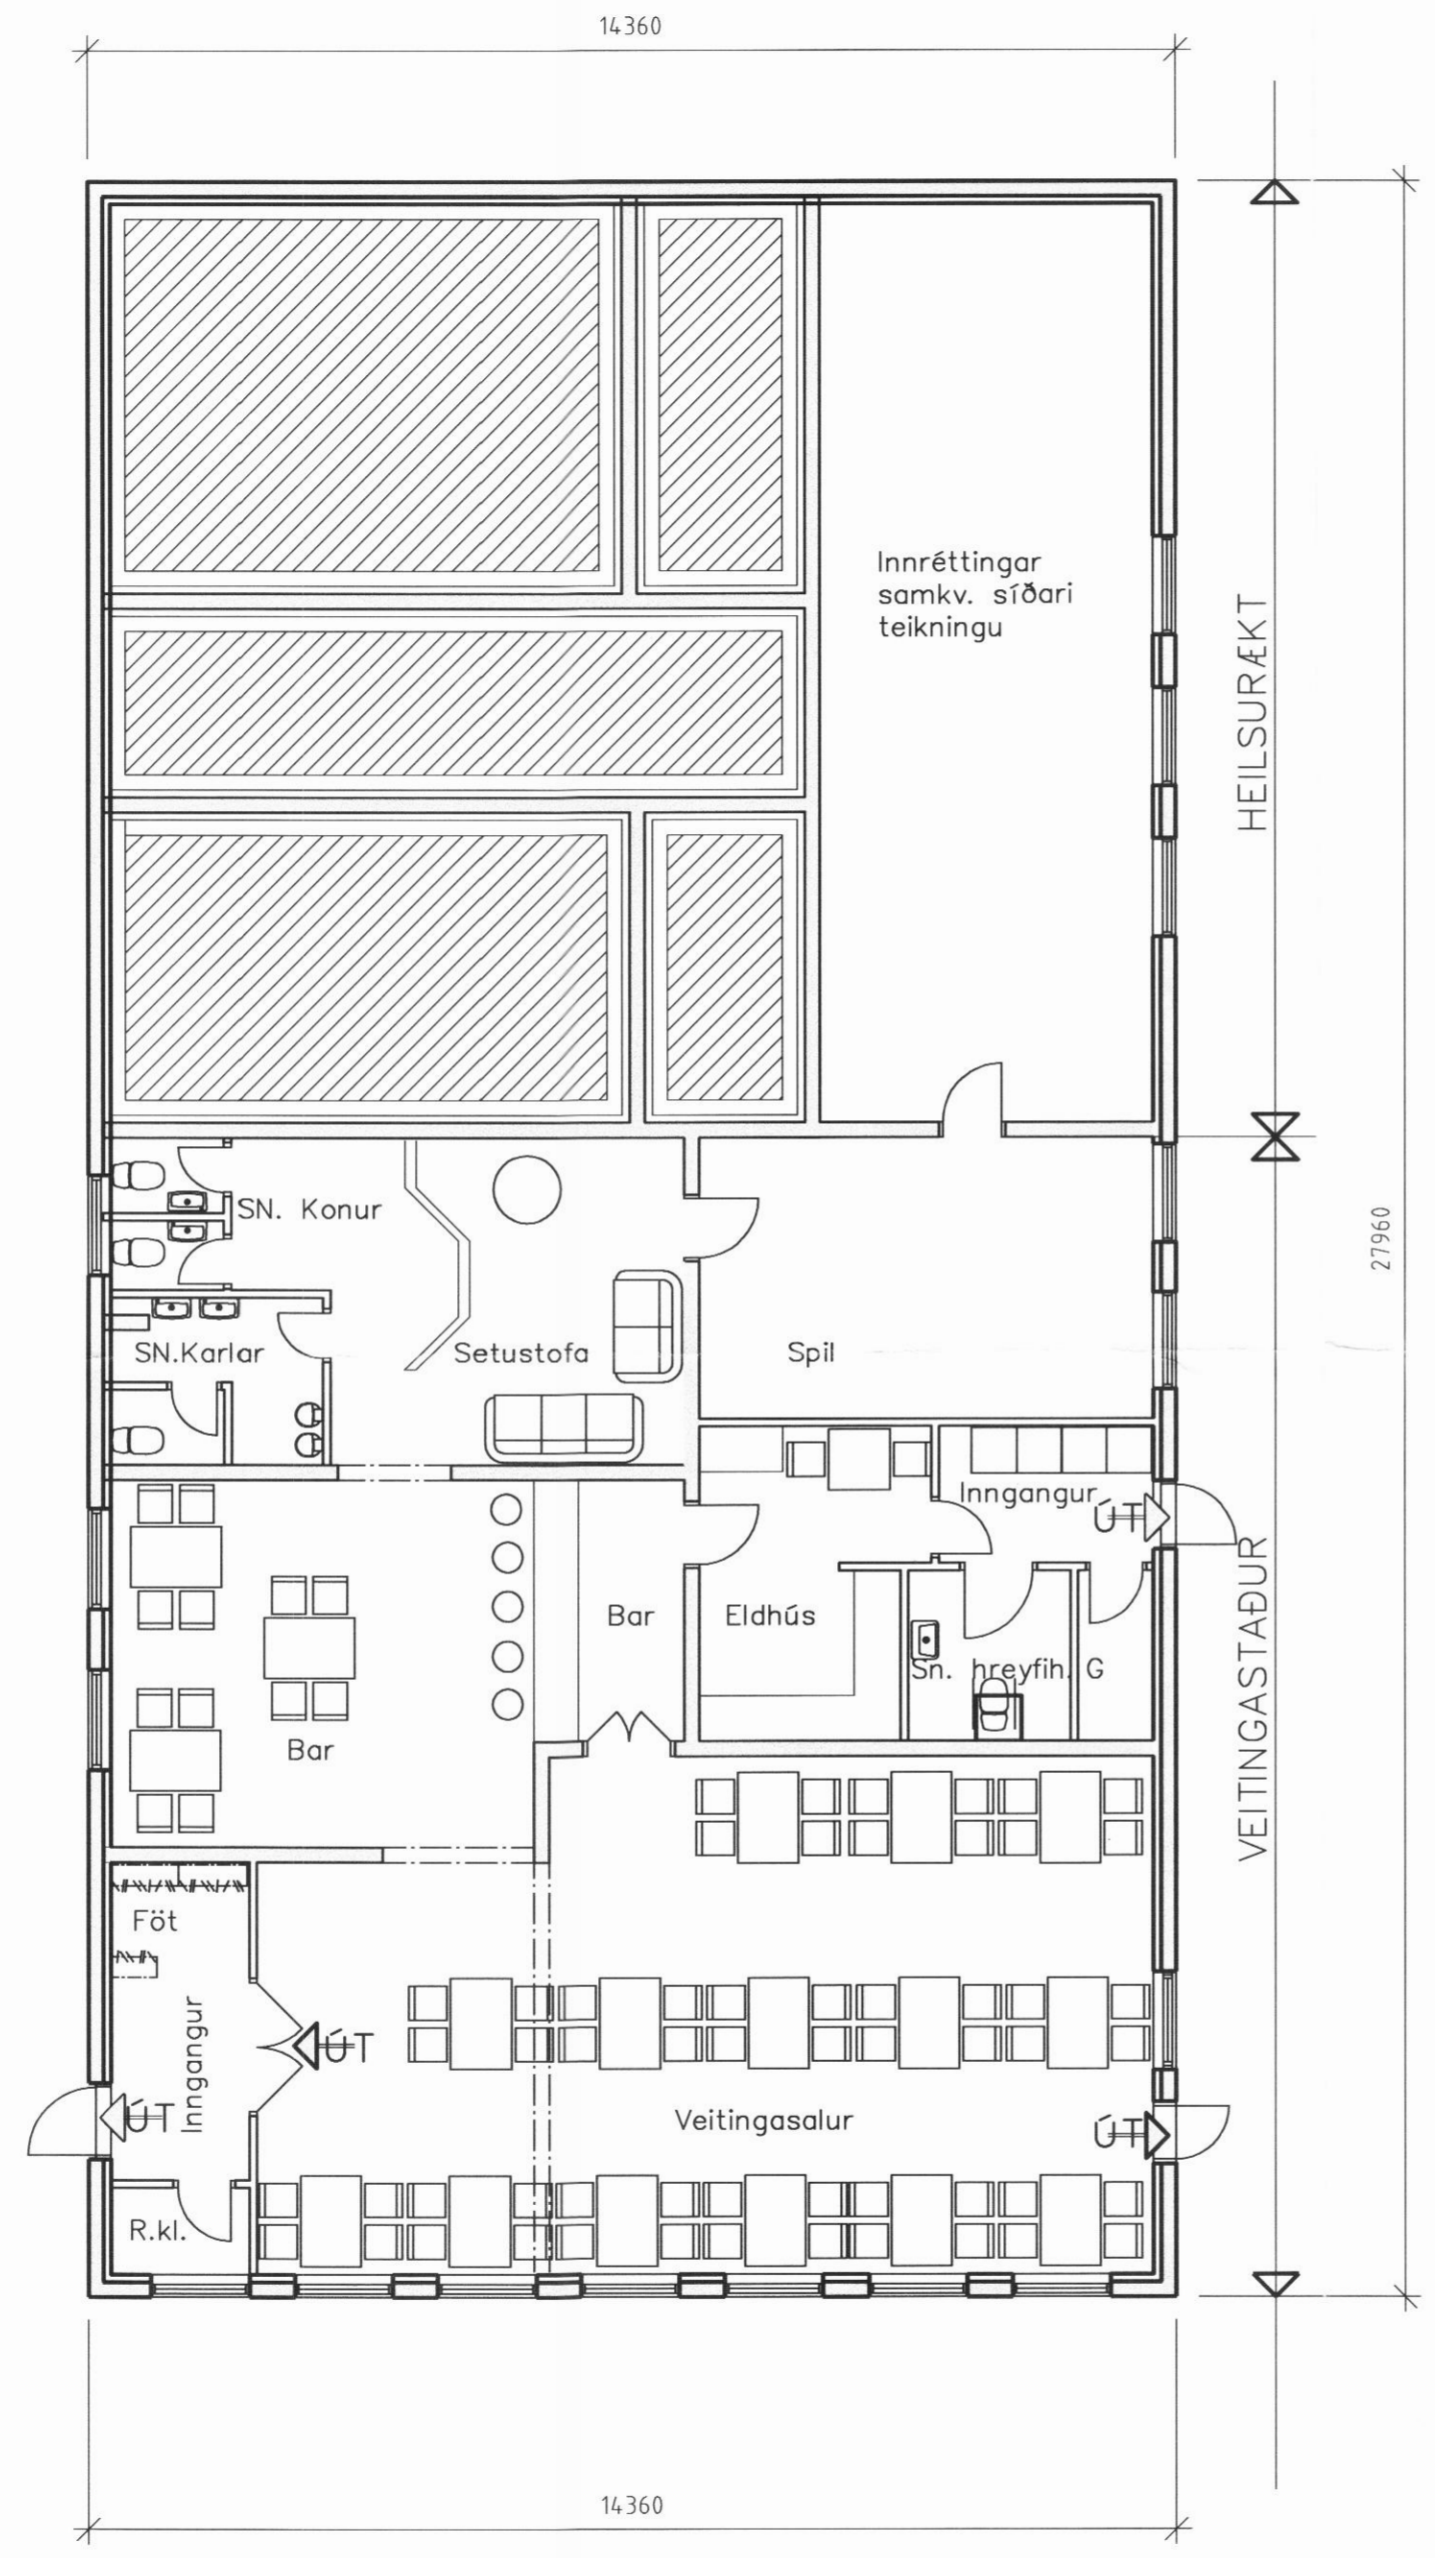 14360
Innréttingar
samkv. síðari
teikningu
HEILSURÆKT
SN. Konur
27960
SN.Karlar
Setustofa
Spil
Inngangur
ÚT
Bar
Eldhús
Sn. hreyfih.
G
VEITINGASTAÐUR
Bar
Föt
Inngangur
ÚT
ÚT
Veitingasalur
ÚT
R.kl.
14360